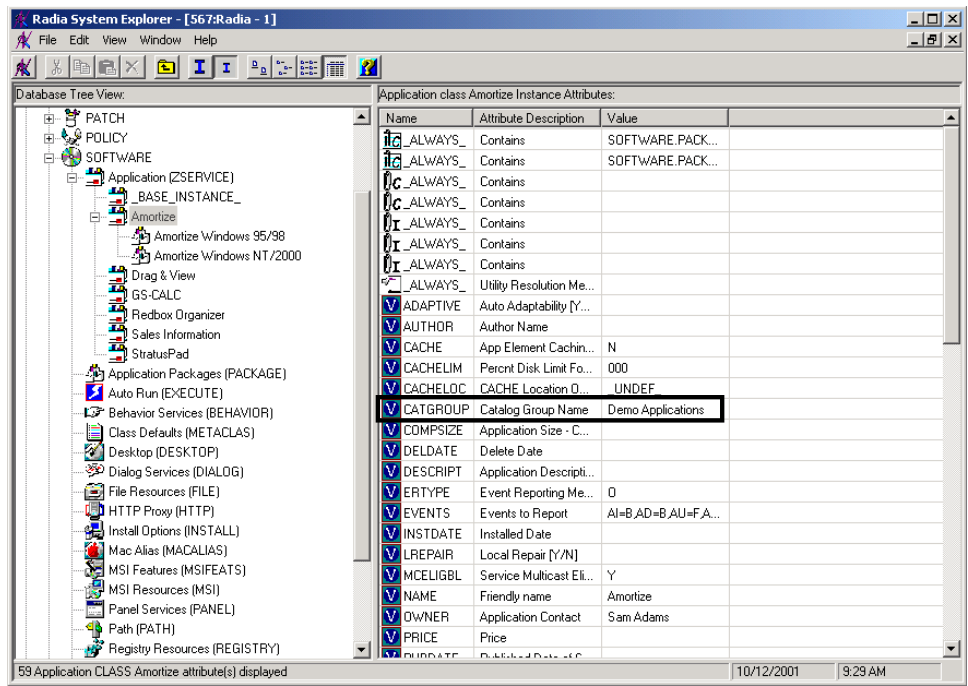 Radia System Explorer - [567:Radia - 1]
File Edit View Window Help
Database Tree View:
Application class Amortize Instance Attributes:
PATCH
POLICY
SOFTWARE
Application (ZSERVICE)
_BASE_INSTANCE_
Amortize
Amortize Windows 95/98
Amortize Windows NT/2000
Drag & View
GS-CALC
Redbox Organizer
Sales Information
StratusPad
Application Packages (PACKAGE)
Auto Run (EXECUTE)
Behavior Services (BEHAVIOR)
Class Defaults (METACLAS)
Desktop (DESKTOP)
Dialog Services (DIALOG)
File Resources (FILE)
HTTP Proxy (HTTP)
Install Options (INSTALL)
Mac Alias (MACALIAS)
MSI Features (MSIFEATS)
MSI Resources (MSI)
Panel Services (PANEL)
Path (PATH)
Registry Resources (REGISTRY)
Name Attribute Description Value
_ALWAYS_ Contains SOFTWARE.PACK...
_ALWAYS_ Contains SOFTWARE.PACK...
_ALWAYS_ Contains
_ALWAYS_ Contains
_ALWAYS_ Contains
_ALWAYS_ Contains
_ALWAYS_ Contains
_ALWAYS_ Utility Resolution Me...
ADAPTIVE Auto Adaptability [Y...
AUTHOR Author Name
CACHE App Element Cachin... N
CACHELIM Percnt Disk Limit Fo... 000
CACHELOC CACHE Location O... _UNDEF_
CATGROUP Catalog Group Name Demo Applications
COMPSIZE Application Size - C...
DELDATE Delete Date
DESCRIPT Application Descripti...
ERTYPE Event Reporting Me... O
EVENTS Events to Report AI=B,AD=B,AU=F,A...
INSTDATE Installed Date
LREPAIR Local Repair [Y/N]
MCELIGBL Service Multicast Eli... Y
NAME Friendly name Amortize
OWNER Application Contact Sam Adams
PRICE Price
59 Application CLASS Amortize attribute(s) displayed
10/12/2001 9:29 AM